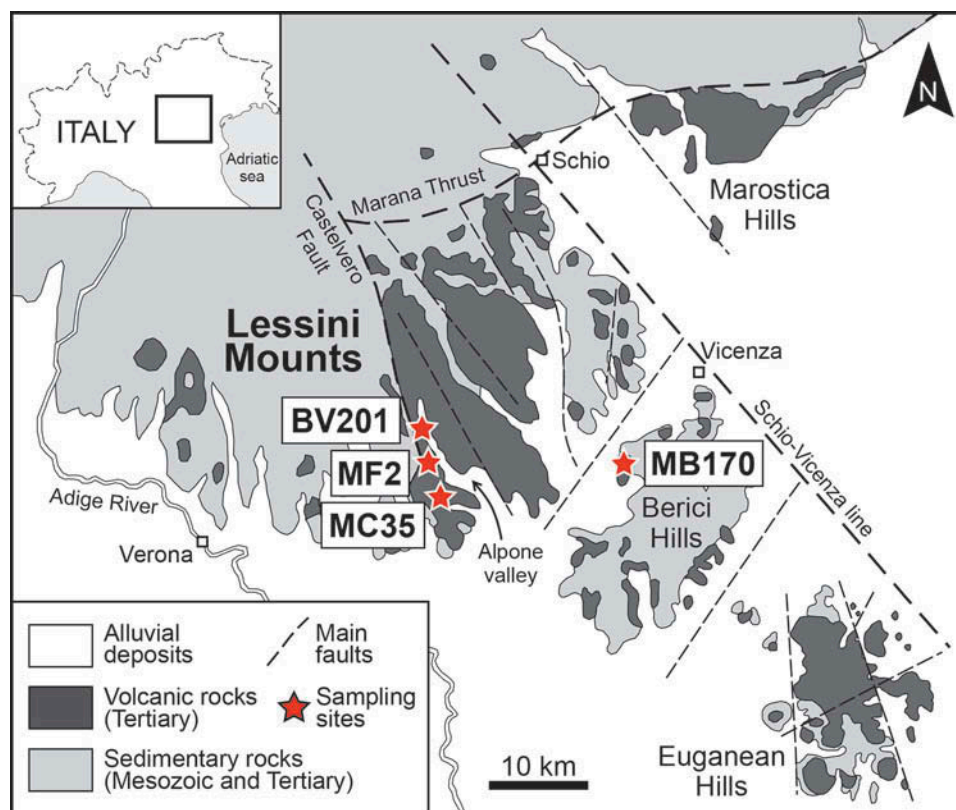 ITALY
Adriatic
sea
N
Schio
Marostica
Hills
Marana Thrust
Castelvero
Fault
Lessini
Mounts
Vicenza
Schio-Vicenza line
BV201
MF2
MC35
MB170
Berici
Hills
Adige River
Verona
Alpone
valley
Euganean
Hills
Alluvial
deposits
Main
faults
Volcanic rocks
(Tertiary)
Sampling
sites
Sedimentary rocks
(Mesozoic and Tertiary)
10 km